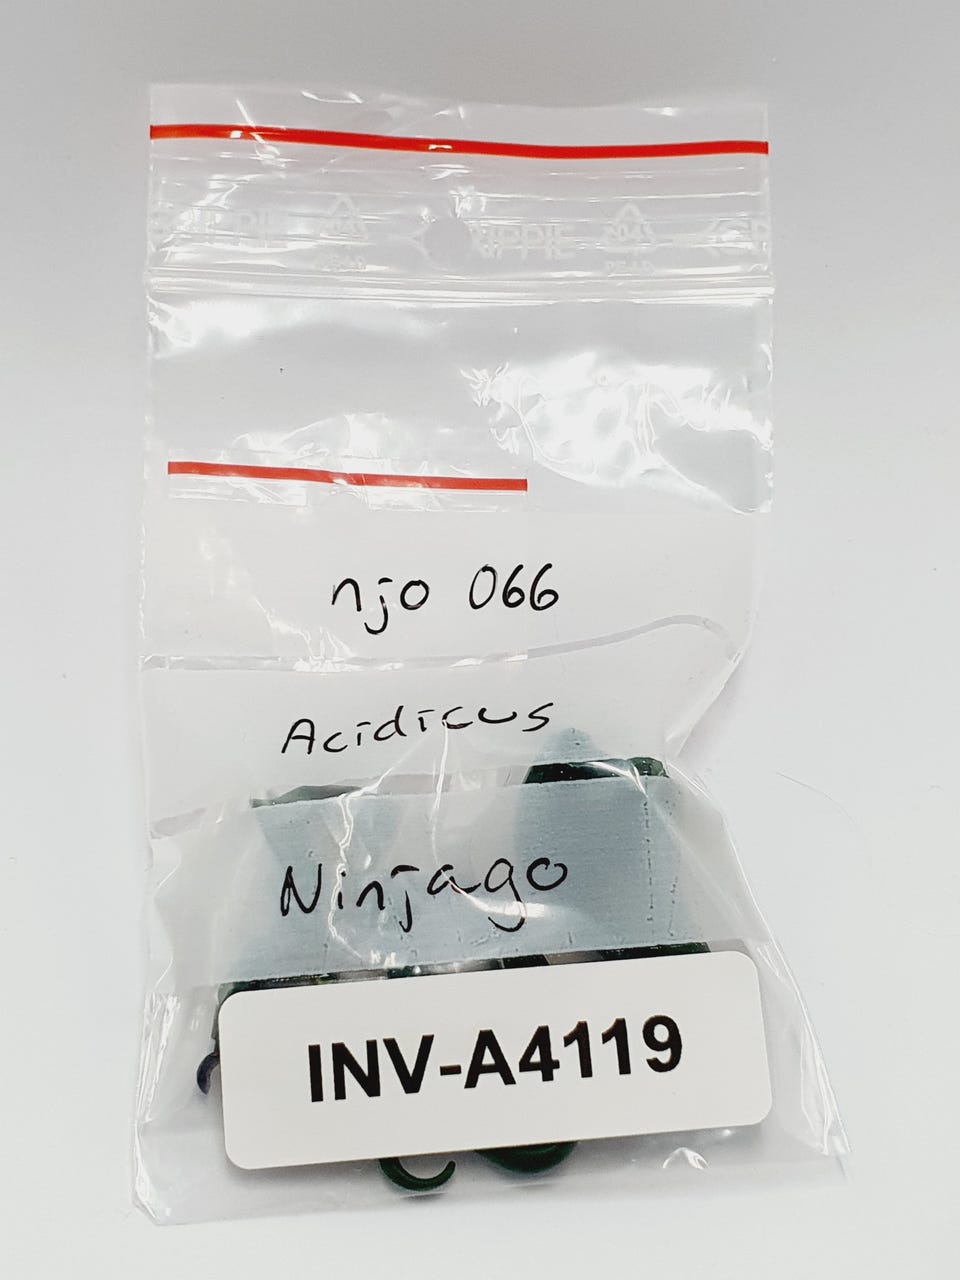 njo 066
Acidicus
Ninjago
INV-A4119